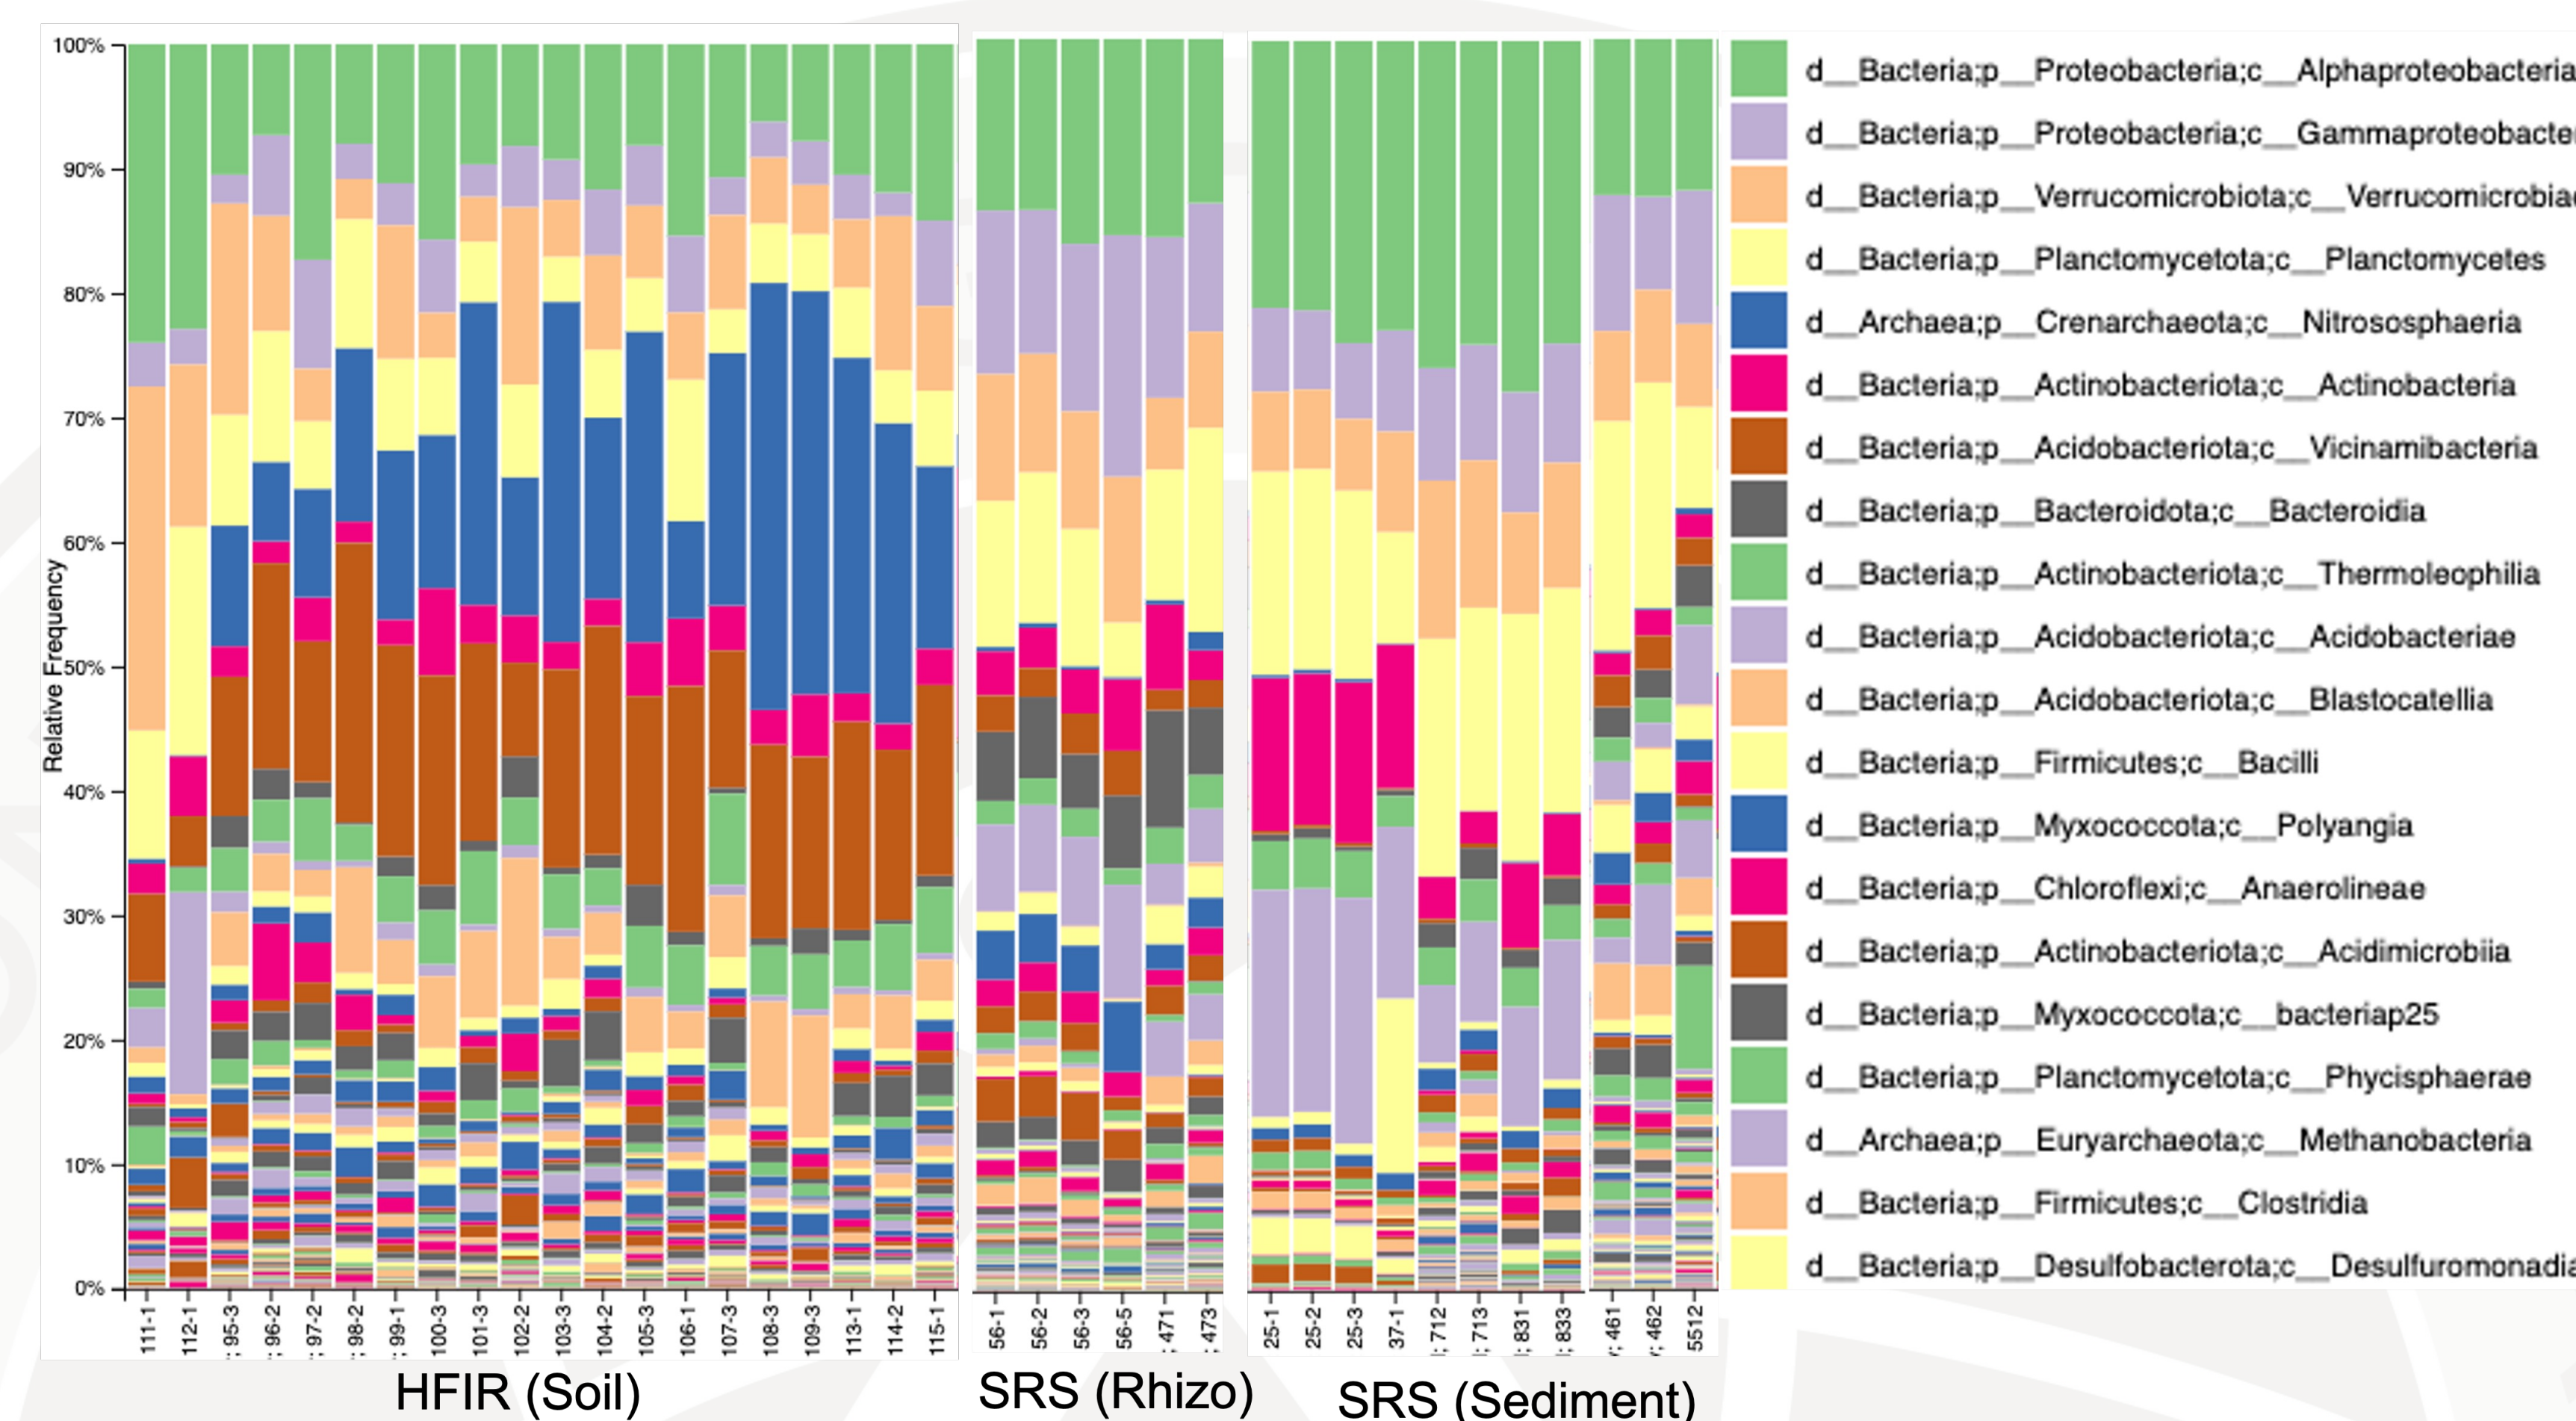 100%
90%
80%
70%
60%
50%
40%
30%
20%
10%
0%
Relative Frequency
111-1
112-1
; 95-3
; 96-2
; 97-2
; 98-2
; 99-1
100-3
101-3
102-2
103-3
104-2
105-3
106-1
107-3
108-3
109-3
113-1
114-2
115-1
56-1
56-2
56-3
56-5
; 471
; 473
25-1
25-2
25-3
37-1
; 712
; 713
; 831
; 833
; 461
; 462
5512
HFIR (Soil)
SRS (Rhizo)
SRS (Sediment)
d__Bacteria;p__Proteobacteria;c__Alphaproteobacteria
d__Bacteria;p__Proteobacteria;c__Gammaproteobacte
d__Bacteria;p__Verrucomicrobiota;c__Verrucomicrobiae
d__Bacteria;p__Planctomycetota;c__Planctomycetes
d__Archaea;p__Crenarchaeota;c__Nitrososphaeria
d__Bacteria;p__Actinobacteriota;c__Actinobacteria
d__Bacteria;p__Acidobacteriota;c__Vicinamibacteria
d__Bacteria;p__Bacteroidota;c__Bacteroidia
d__Bacteria;p__Actinobacteriota;c__Thermoleophilia
d__Bacteria;p__Acidobacteriota;c__Acidobacteriae
d__Bacteria;p__Acidobacteriota;c__Blastocatellia
d__Bacteria;p__Firmicutes;c__Bacilli
d__Bacteria;p__Myxococcota;c__Polyangia
d__Bacteria;p__Chloroflexi;c__Anaerolineae
d__Bacteria;p__Actinobacteriota;c__Acidimicrobiia
d__Bacteria;p__Myxococcota;c__bacteriap25
d__Bacteria;p__Planctomycetota;c__Phycisphaerae
d__Archaea;p__Euryarchaeota;c__Methanobacteria
d__Bacteria;p__Firmicutes;c__Clostridia
d__Bacteria;p__Desulfobacterota;c__Desulfuromonadia